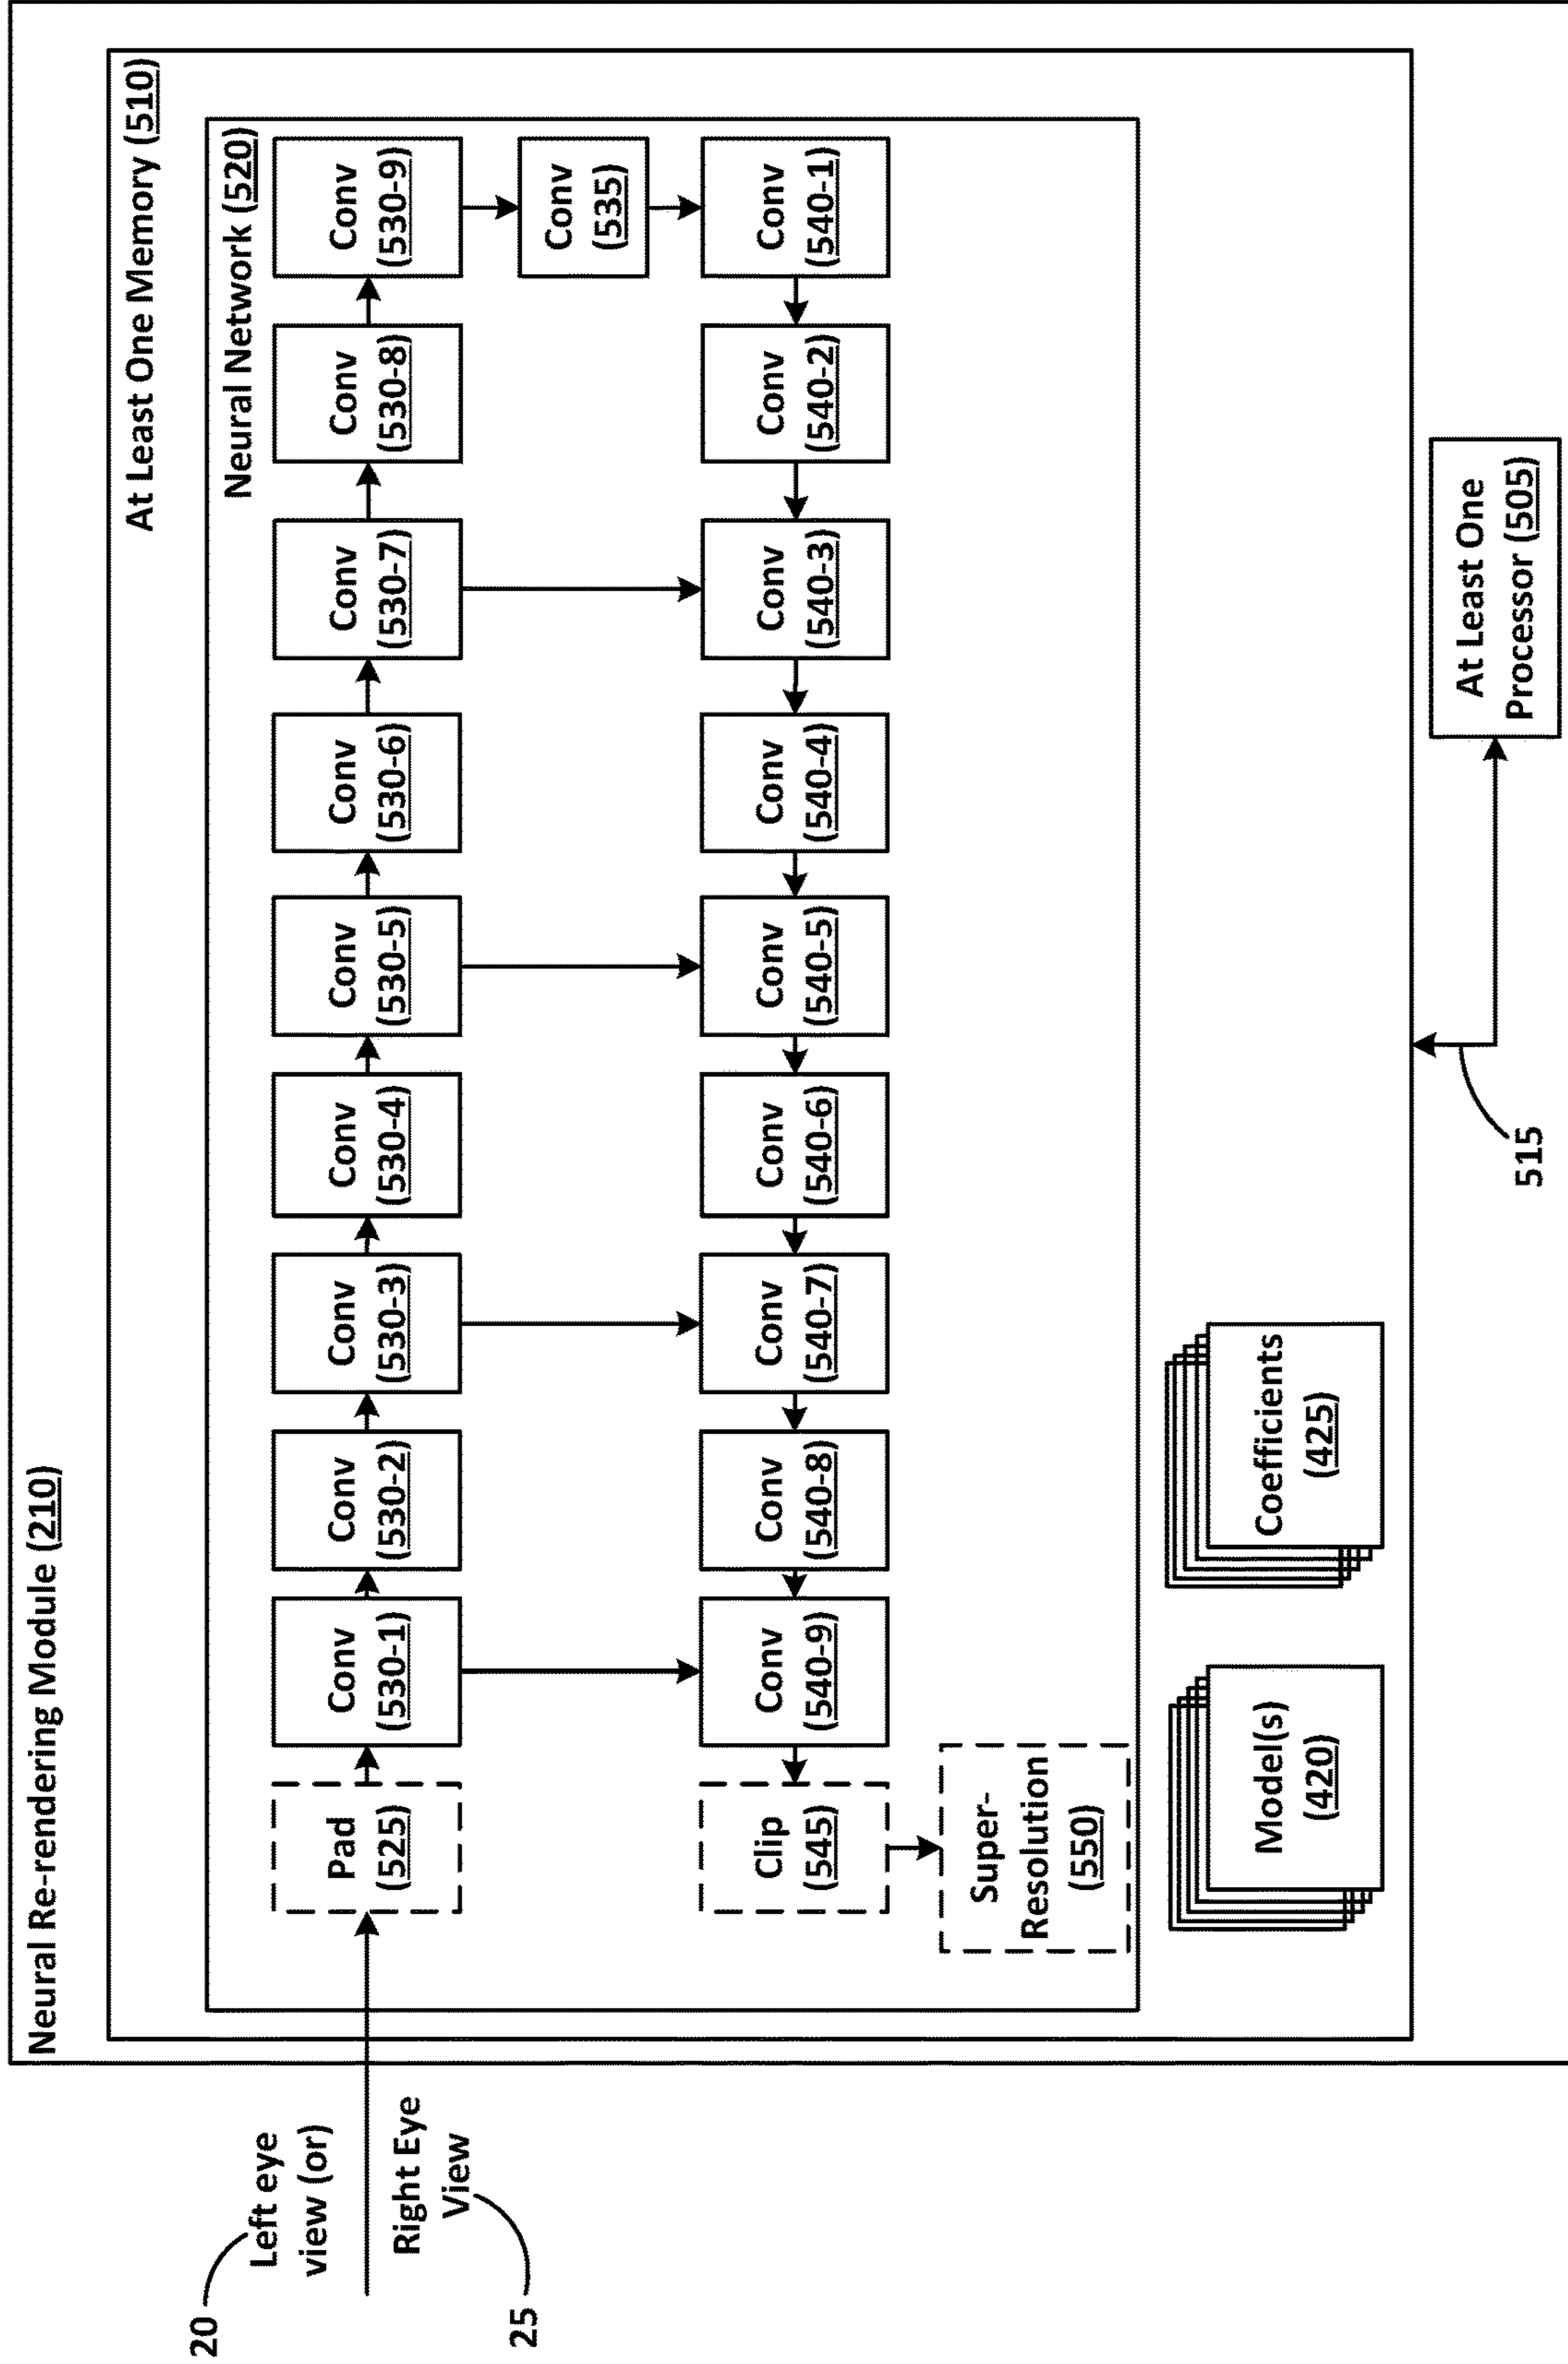 Neural Re-rendering Module (210)
At Least One Memory (510)
Neural Network (520)
20
Left eye
view (or)
Right Eye
View
25
Pad
(525)
Conv
(530-1)
Conv
(530-2)
Conv
(530-3)
Conv
(530-4)
Conv
(530-5)
Conv
(530-6)
Conv
(530-7)
Conv
(530-8)
Conv
(530-9)
Conv
(535)
Clip
(545)
Conv
(540-9)
Conv
(540-8)
Conv
(540-7)
Conv
(540-6)
Conv
(540-5)
Conv
(540-4)
Conv
(540-3)
Conv
(540-2)
Conv
(540-1)
Super-
Resolution
(550)
Model(s)
(420)
Coefficients
(425)
515
At Least One
Processor (505)